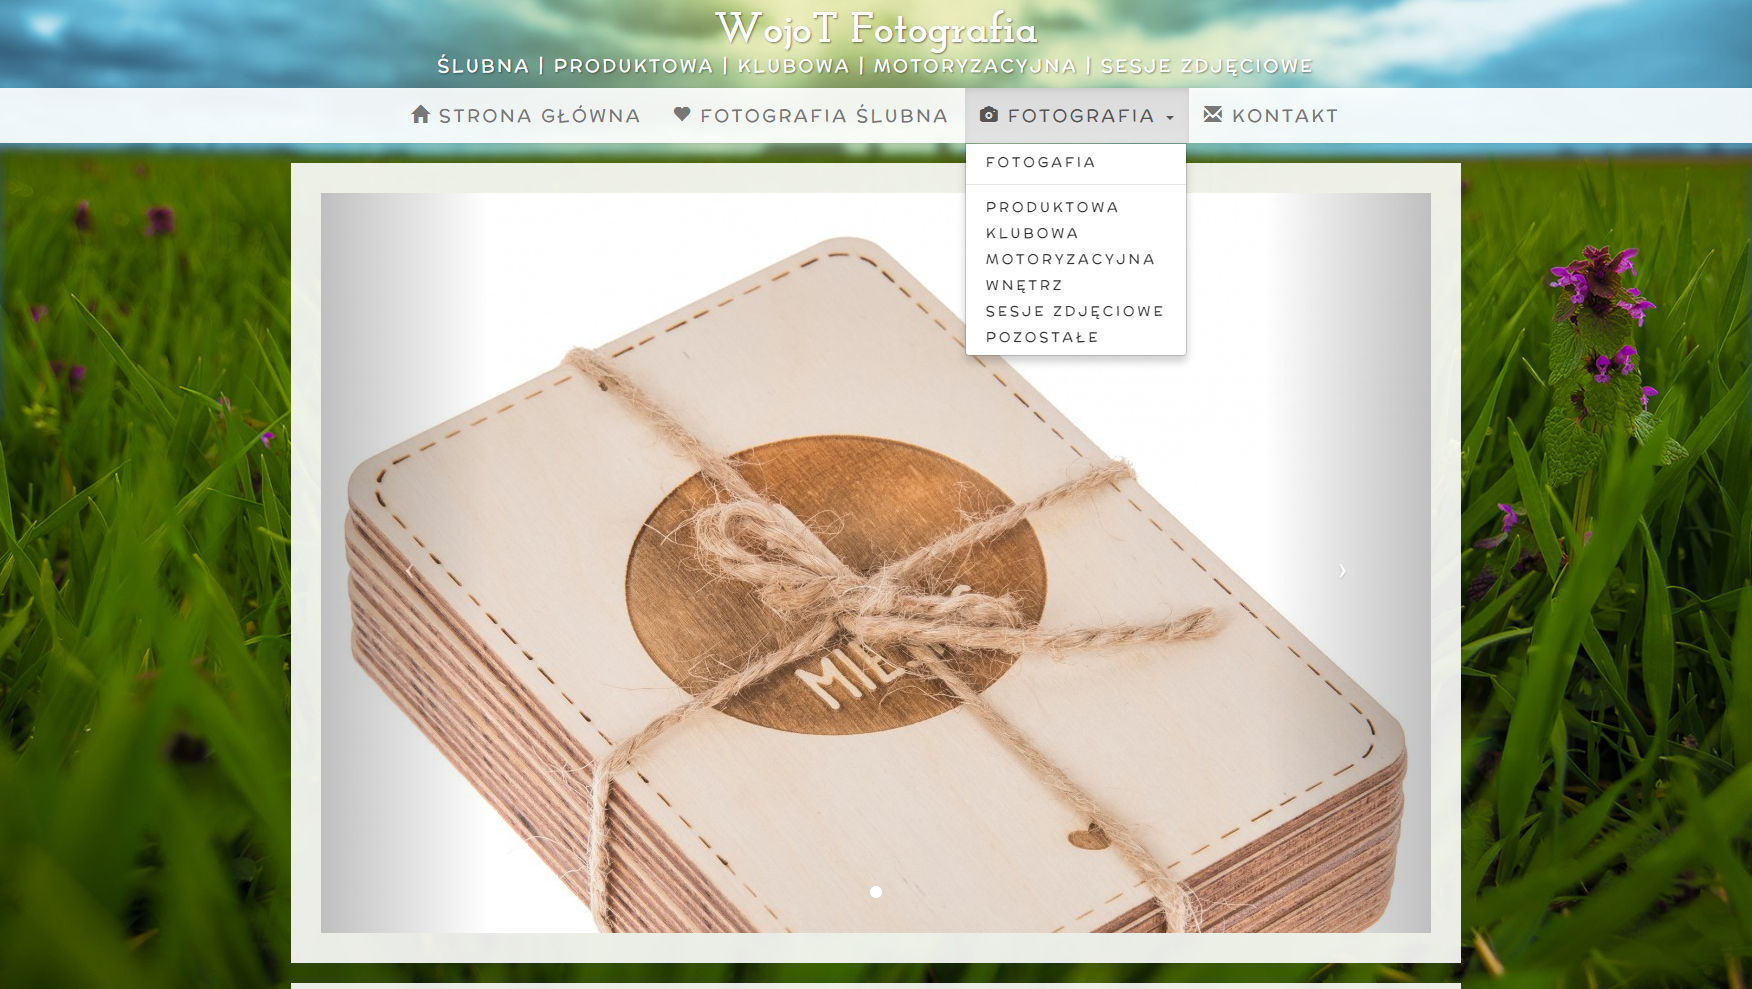 WojoT Fotografia
ŚLUBNA | PRODUKTOWA | KLUBOWA | MOTORYZACYJNA | SESJE ZDJĘCIOWE
STRONA GŁÓWNA FOTOGRAFIA ŚLUBNA FOTOGRAFIA KONTAKT
FOTOGAFIA
PRODUKTOWA
KLUBOWA
MOTORYZACYJNA
WNĘTRZ
SESJE ZDJĘCIOWE
POZOSTAŁE